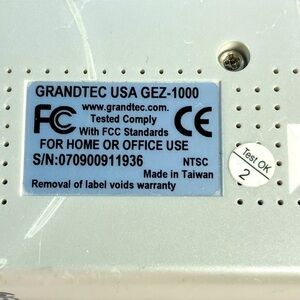 GRANDTEC USA GEZ-1000
www.grandtec.com.
FC Tested Comply
With FCC Standards CE
FOR HOME OR OFFICE USE
S/N:070900911936 NTSC
Made in Taiwan
Removal of label voids warranty
Test OK
2